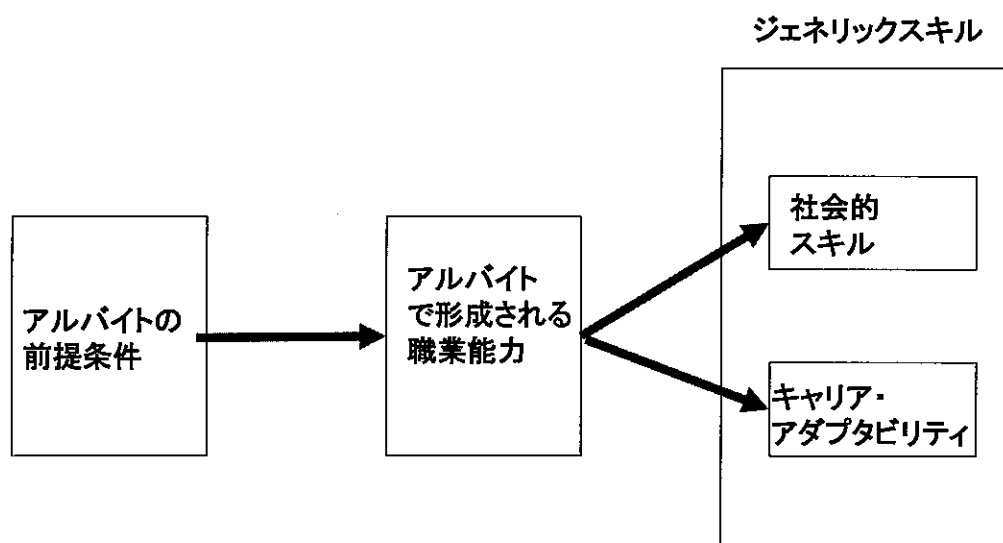 ジェネリックスキル
アルバイトの
前提条件
アルバイト
で形成される
職業能力
社会的
スキル
キャリア・
アダプタビリティ